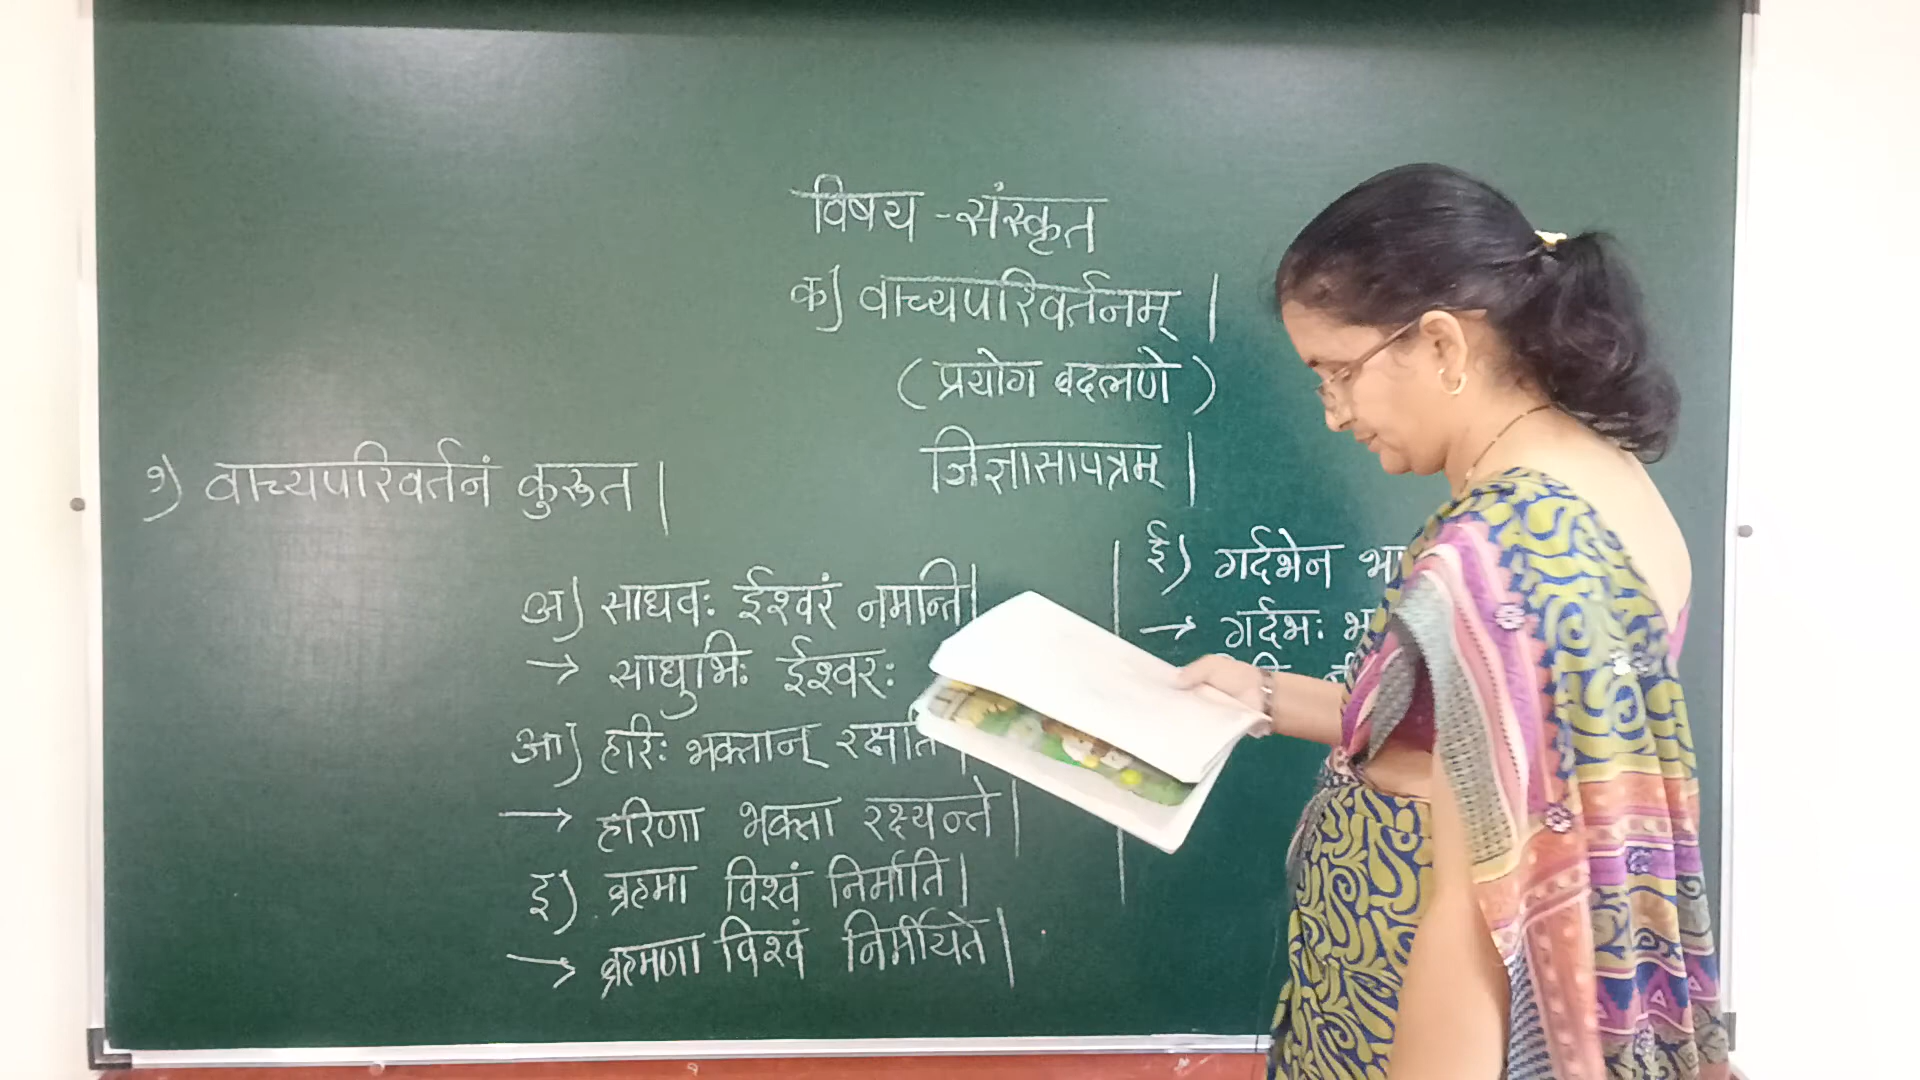 विषय - संस्कृत
क) वाच्यपरिवर्तनम् |
(प्रयोग बदलणे)
जिज्ञासापत्रम् |
१) वाच्यपरिवर्तनं कुरुत |
अ) साधवः ईश्वरं नमन्ति |
→ साधुभिः ईश्वरः
आ) हरिः भक्तान् रक्षति |
→ हरिणा भक्ता रक्ष्यन्ते |
इ) ब्रह्मा विश्वं निर्माति |
→ ब्रह्मणा विश्वं निर्मीयते |
ई) गर्दभेन
→ गर्दभः